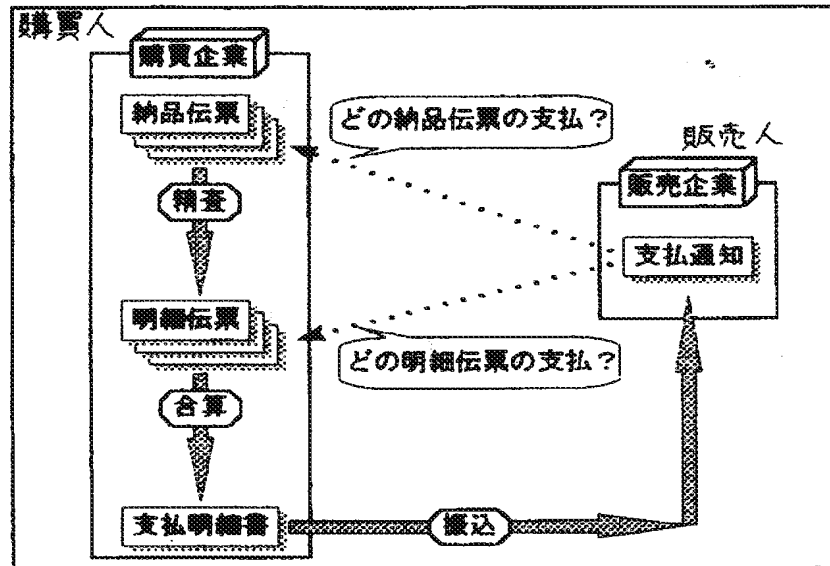 購買人
購買企業
納品伝票
どの納品伝票の支払？
販売人
販売企業
精査
支払通知
明細伝票
どの明細伝票の支払？
合算
支払明細書
振込